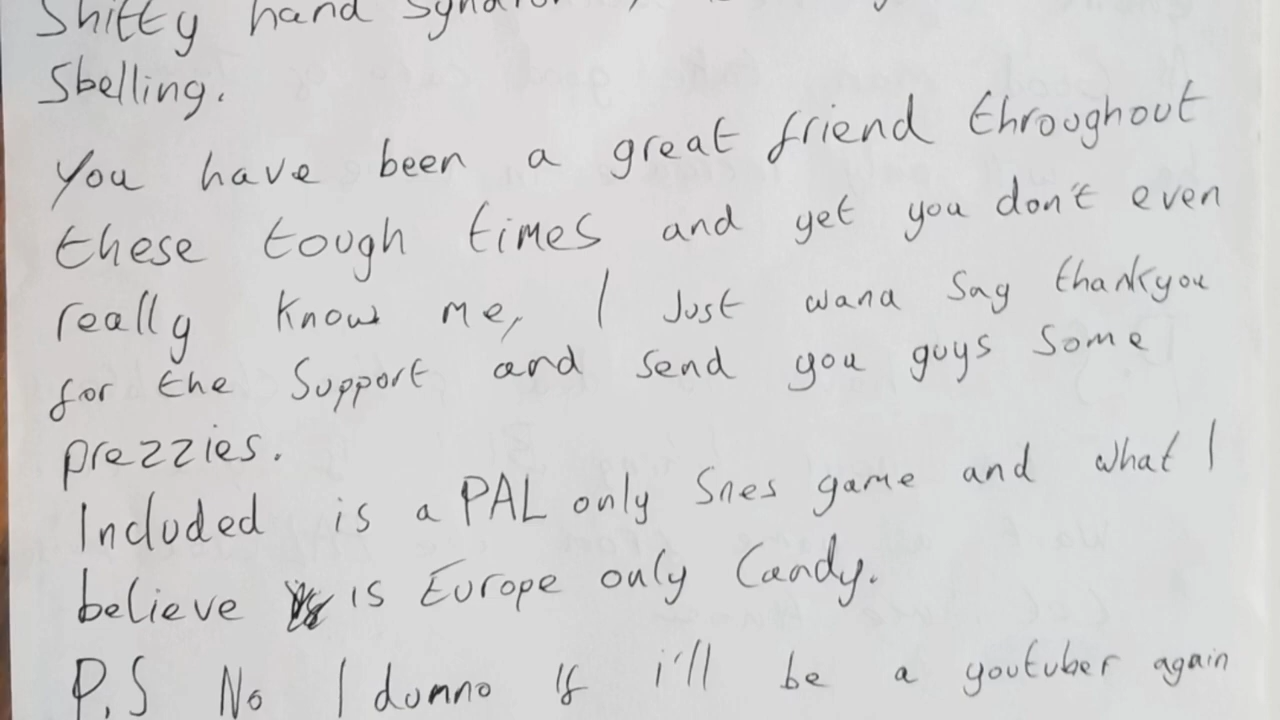 Shitty hand
Sbelling.
You have been a great friend throughout
these tough times and yet you don't even
really know me, I Just wana Say thankyou
for the Support and send you guys some
prezzies.
Included is a PAL only Snes game and what I
believe is Europe only Candy.
P.S No I dunno if i'll be a youtuber again